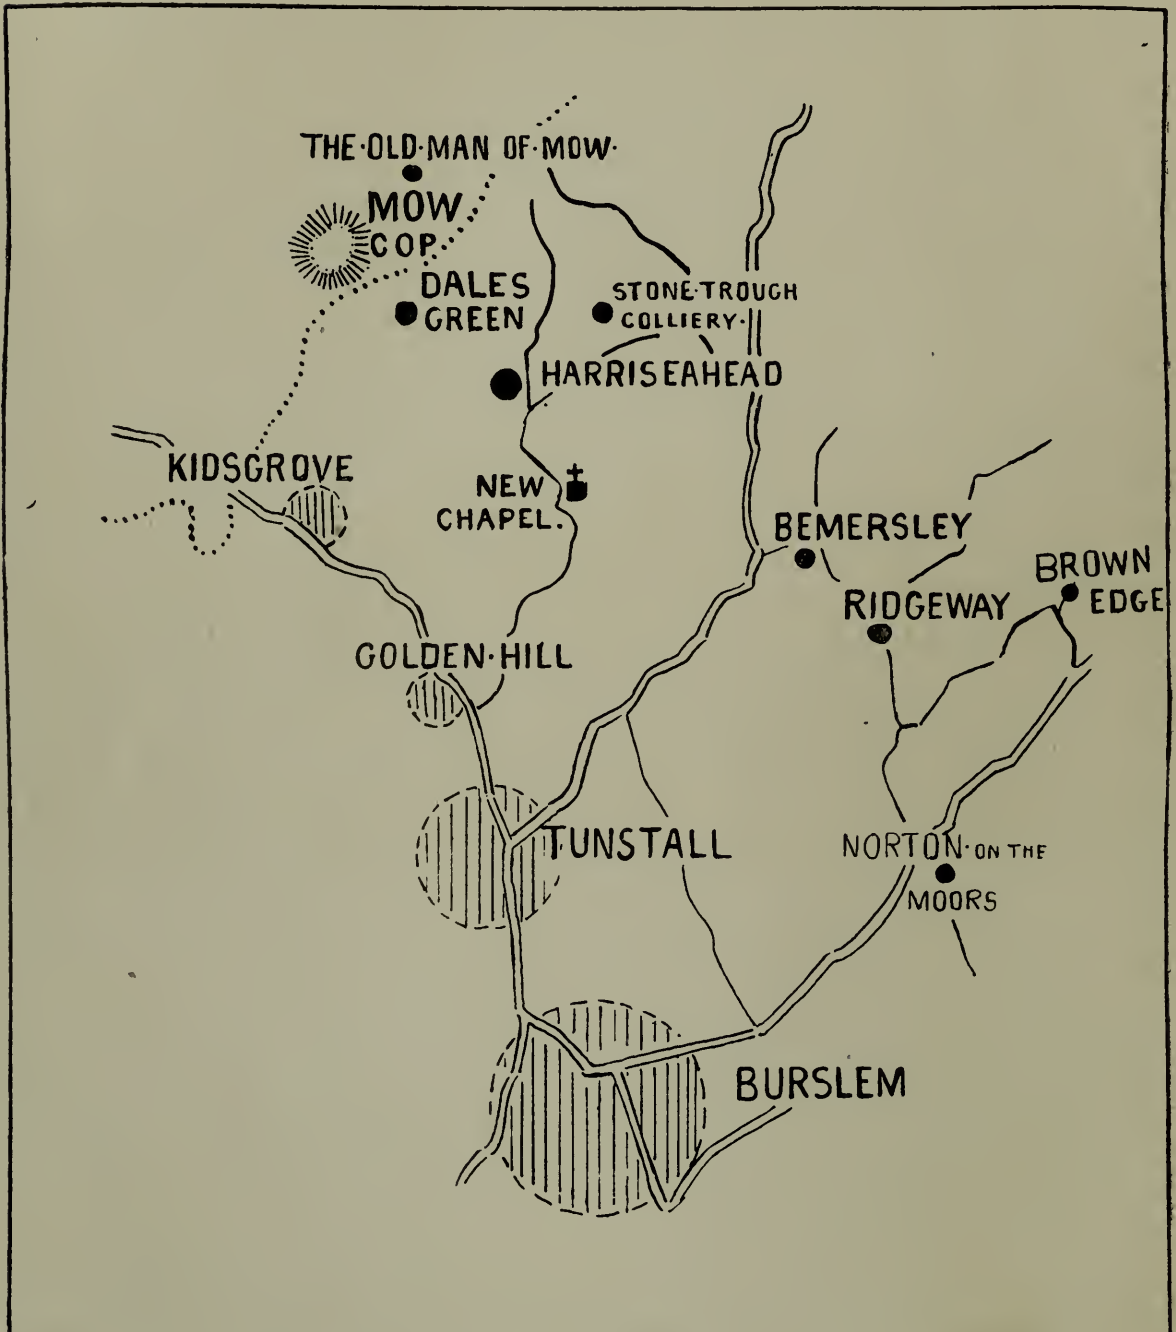 THE·OLD·MAN OF·MOW·
MOW
COP.
DALES
GREEN
STONE·TROUGH
COLLIERY·
HARRISEAHEAD
KIDSGROVE
NEW
CHAPEL.
BEMERSLEY
BROWN
EDGE
RIDGEWAY
GOLDEN·HILL
TUNSTALL
NORTON·ON THE
MOORS
BURSLEM